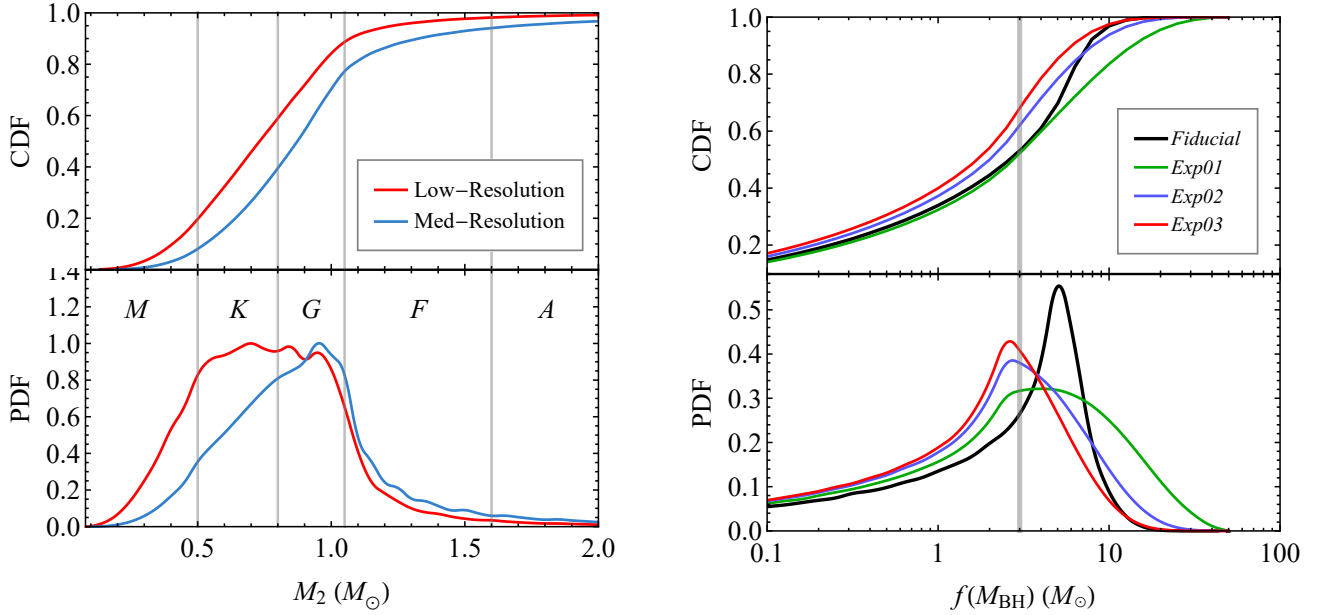 CDF
1.0
0.8
0.6
0.4
0.2
Low−Resolution
Med−Resolution
PDF
1.4
1.2
1.0
0.8
0.6
0.4
0.2
0.0
M K G F A
0.5 1.0 1.5 2.0
M₂ (M☉)
CDF
1.0
0.8
0.6
0.4
0.2
Fiducial
Exp01
Exp02
Exp03
PDF
0.5
0.4
0.3
0.2
0.1
0.0
0.1 1 10 100
f(M_BH) (M☉)